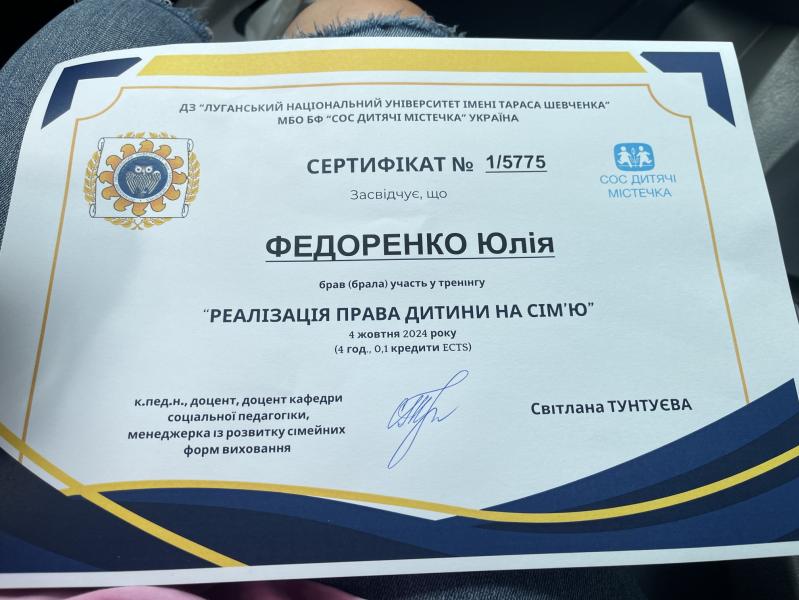 ДЗ "ЛУГАНСЬКИЙ НАЦІОНАЛЬНИЙ УНІВЕРСИТЕТ ІМЕНІ ТАРАСА ШЕВЧЕНКА"
МБО БФ "СОС ДИТЯЧІ МІСТЕЧКА" УКРАЇНА
СЕРТИФІКАТ № 1/5775
СОС ДИТЯЧІ
МІСТЕЧКА
Засвідчує, що
ФЕДОРЕНКО Юлія
брав (брала) участь у тренінгу
"РЕАЛІЗАЦІЯ ПРАВА ДИТИНИ НА СІМ'Ю"
4 жовтня 2024 року
(4 год., 0,1 кредити ECTS)
к.пед.н., доцент, доцент кафедри
соціальної педагогіки,
менеджерка із розвитку сімейних
форм виховання
Світлана ТУНТУЄВА